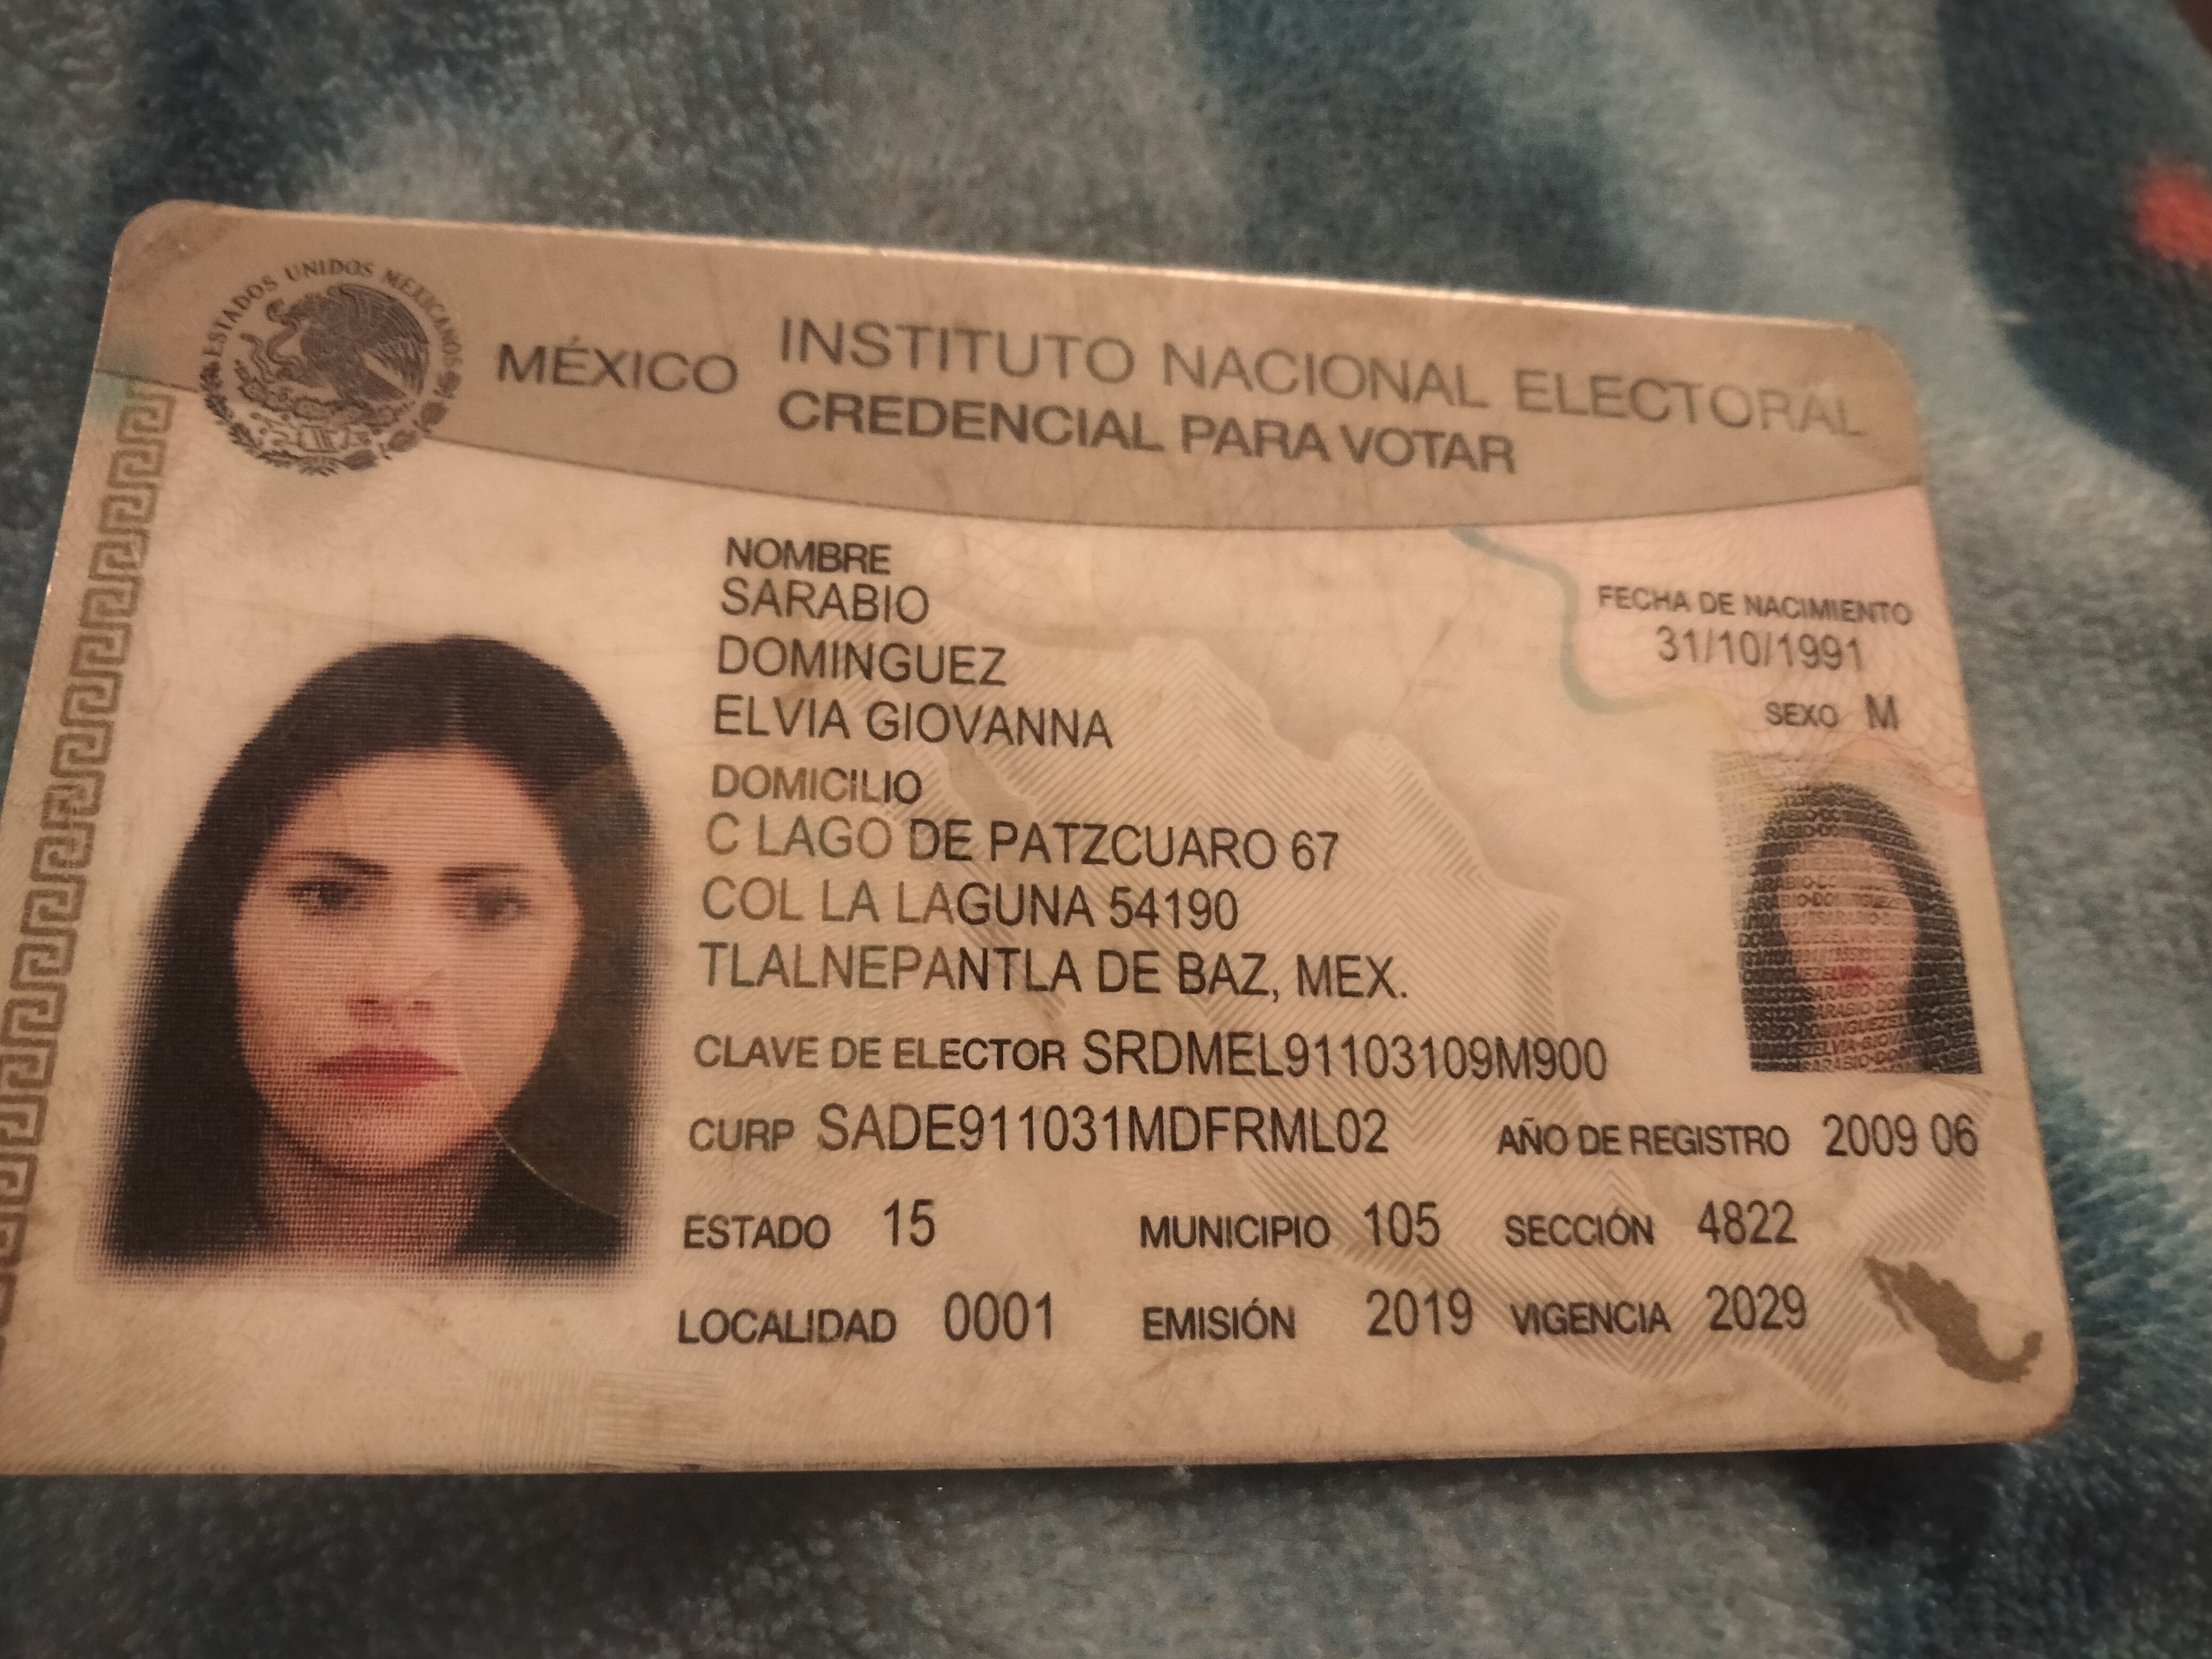 ESTADOS UNIDOS MEXICANOS
MÉXICO
INSTITUTO NACIONAL ELECTORAL
CREDENCIAL PARA VOTAR
NOMBRE
SARABIO
DOMINGUEZ
ELVIA GIOVANNA
FECHA DE NACIMIENTO
31/10/1991
SEXO M
DOMICILIO
C LAGO DE PATZCUARO 67
COL LA LAGUNA 54190
TLALNEPANTLA DE BAZ, MEX.
CLAVE DE ELECTOR SRDMEL91103109M900
CURP SADE911031MDFRML02 AÑO DE REGISTRO 2009 06
ESTADO 15 MUNICIPIO 105 SECCIÓN 4822
LOCALIDAD 0001 EMISIÓN 2019 VIGENCIA 2029